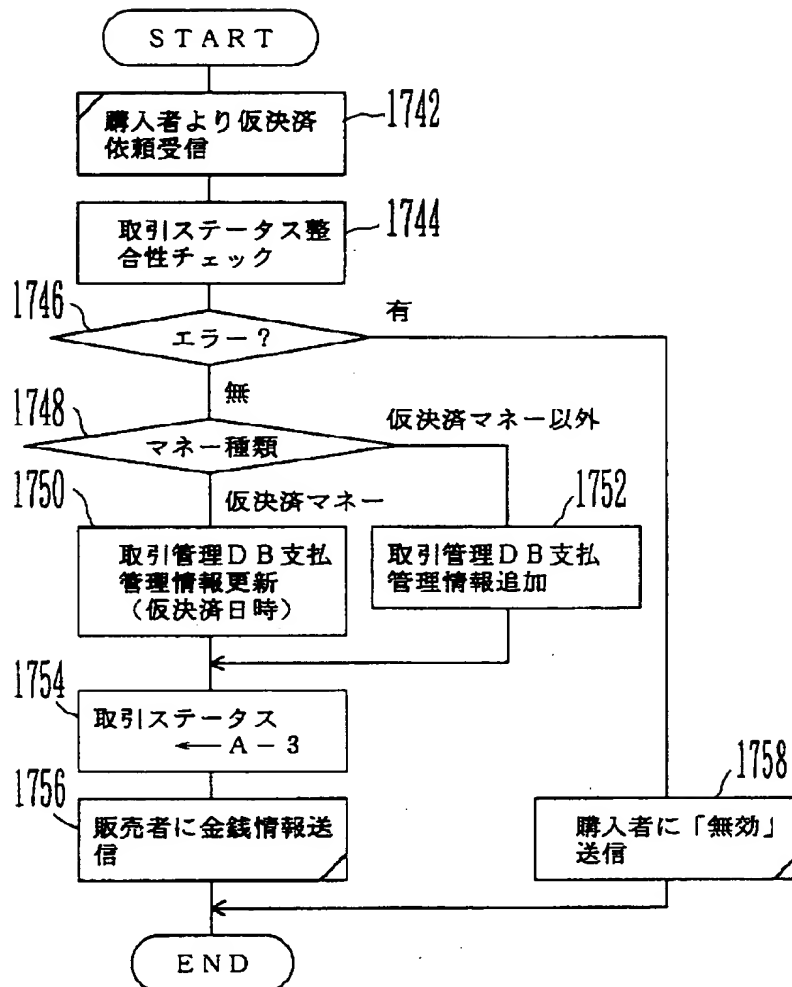 START
購入者より仮決済
依頼受信
1742
取引ステータス整
合性チェック
1744
1746
エラー?
有
無
1748
マネー種類
仮決済マネー以外
1750
仮決済マネー
1752
取引管理DB支払
管理情報更新
(仮決済日時)
取引管理DB支払
管理情報追加
1754
取引ステータス
←A-3
1756
販売者に金銭情報送
信
1758
購入者に「無効」
送信
END